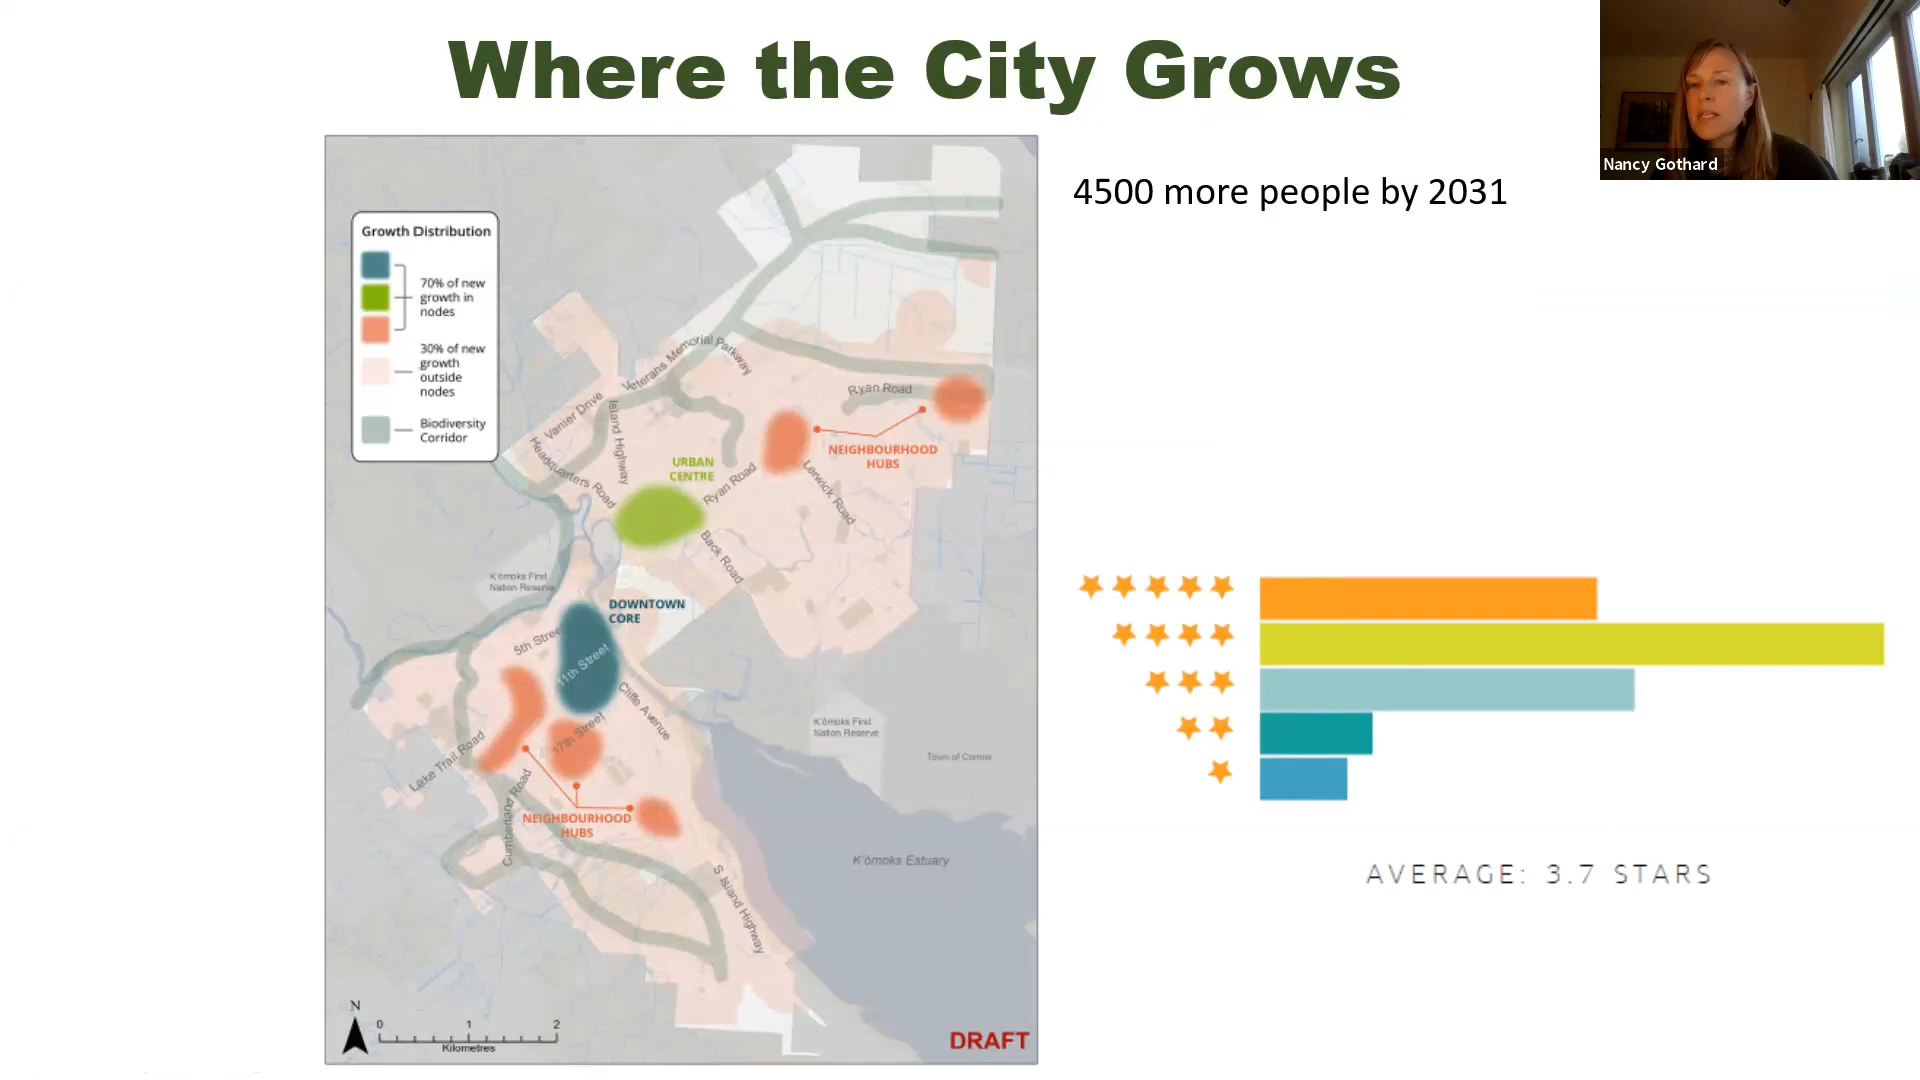 Where the City Grows
Nancy Gothard
4500 more people by 2031
Growth Distribution
70% of new
growth in
nodes
30% of new
growth
outside
nodes
Biodiversity
Corridor
Veterans Memorial Parkway
Vanier Drive
Island Highway
Headquarters Road
Ryan Road
NEIGHBOURHOOD
HUBS
URBAN
CENTRE
Ryan Road
Lerwick Road
Back Road
K'ómoks First
Nation Reserve
DOWNTOWN
CORE
5th Street
11th Street
17th Street
Cliffe Avenue
Lake Trail Road
Cumberland Road
NEIGHBOURHOOD
HUBS
K'ómoks First
Nation Reserve
Town of Comox
K'ómoks Estuary
S Island Highway
N
0 1 2
Kilometres
DRAFT
AVERAGE: 3.7 STARS